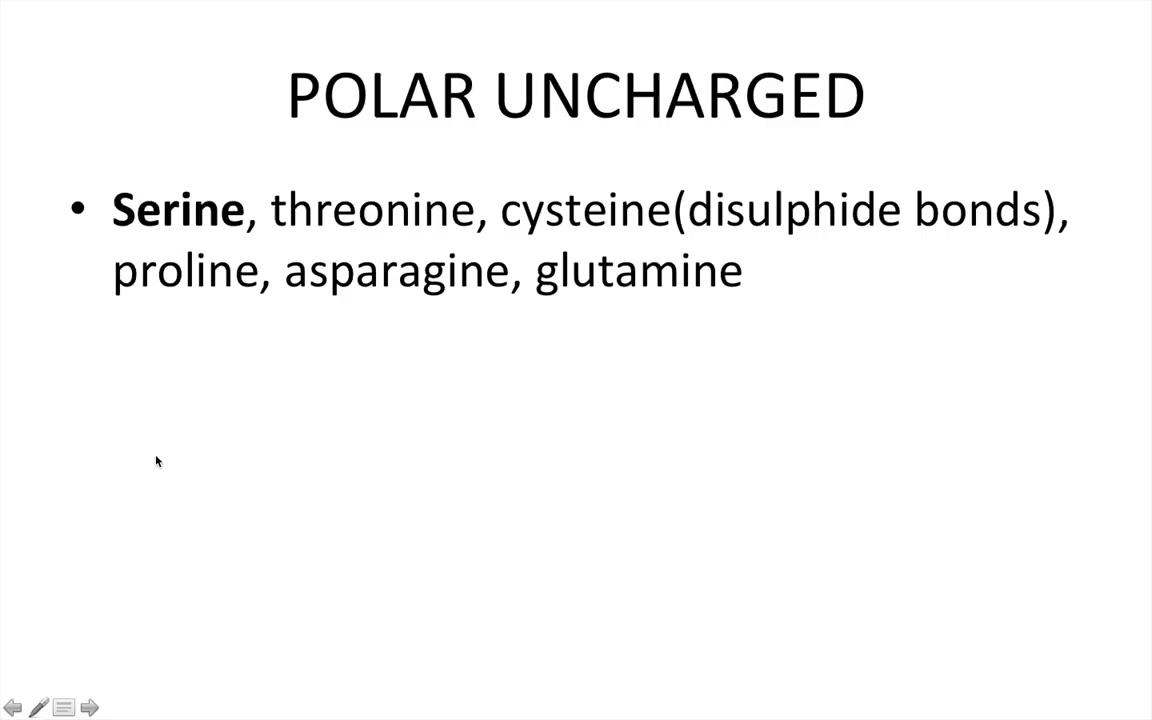 POLAR UNCHARGED
• Serine, threonine, cysteine(disulphide bonds),
proline, asparagine, glutamine